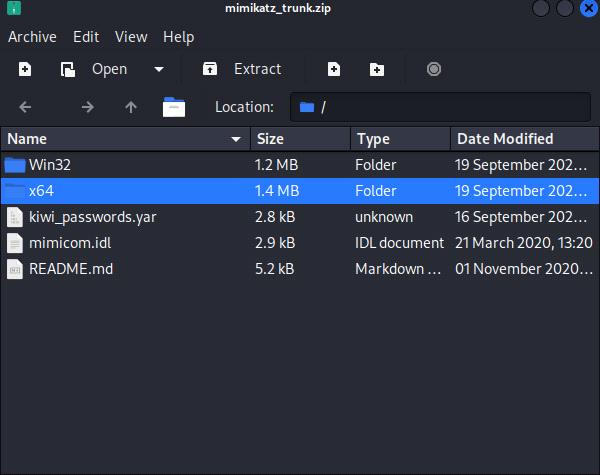 mimikatz_trunk.zip
Archive Edit View Help
Open Extract
Location: /
Name Size Type Date Modified
Win32 1.2 MB Folder 19 September 202...
x64 1.4 MB Folder 19 September 202...
kiwi_passwords.yar 2.8 kB unknown 16 September 202...
mimicom.idl 2.9 kB IDL document 21 March 2020, 13:20
README.md 5.2 kB Markdown ... 01 November 2020...